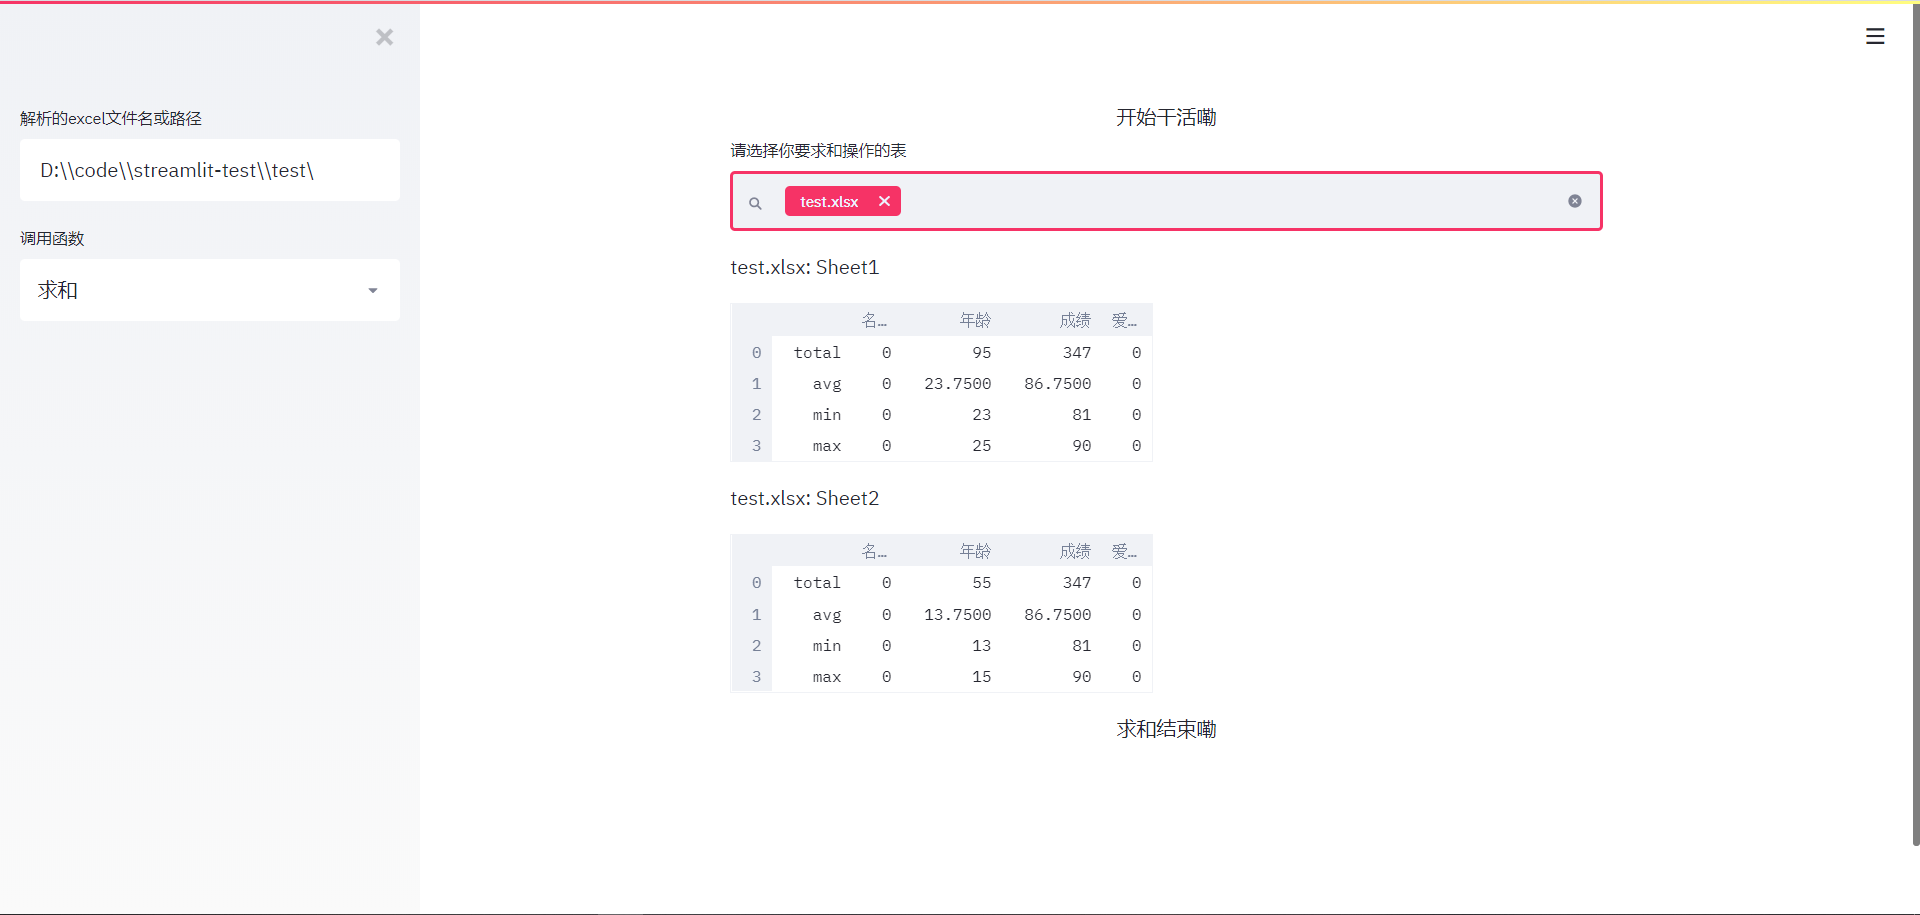 解析的excel文件名或路径
D:\\code\\streamlit-test\\test\
调用函数
求和
开始干活嘞
请选择你要求和操作的表
test.xlsx
test.xlsx: Sheet1
名… 年龄 成绩 爱…
0 total 0 95 347 0
1 avg 0 23.7500 86.7500 0
2 min 0 23 81 0
3 max 0 25 90 0
test.xlsx: Sheet2
名… 年龄 成绩 爱…
0 total 0 55 347 0
1 avg 0 13.7500 86.7500 0
2 min 0 13 81 0
3 max 0 15 90 0
求和结束嘞